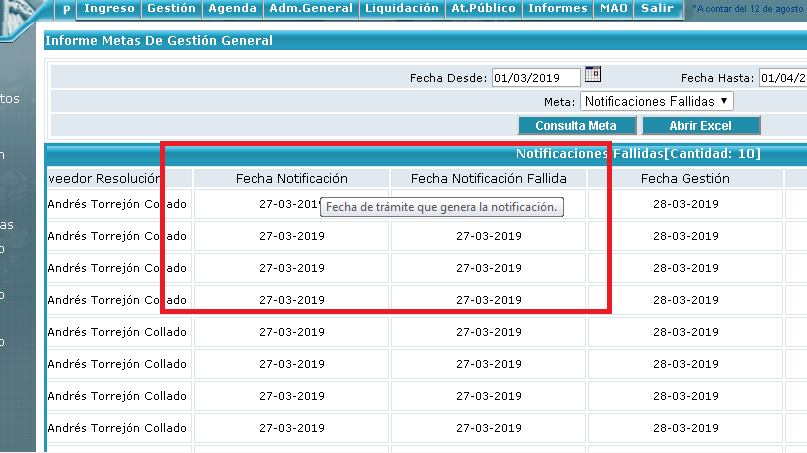 P Ingreso Gestión Agenda Adm.General Liquidación At.Público Informes MAO Salir
*A contar del 12 de agosto
Informe Metas De Gestión General
Fecha Desde: 01/03/2019 Fecha Hasta: 01/04/2
Meta: Notificaciones Fallidas ▼
Consulta Meta Abrir Excel
Notificaciones Fallidas[Cantidad: 10]
veedor Resolución Fecha Notificación Fecha Notificación Fallida Fecha Gestión
Andrés Torrejón Collado 27-03-2019 28-03-2019
Fecha de trámite que genera la notificación.
Andrés Torrejón Collado 27-03-2019 27-03-2019 28-03-2019
Andrés Torrejón Collado 27-03-2019 27-03-2019 28-03-2019
Andrés Torrejón Collado 27-03-2019 27-03-2019 28-03-2019
Andrés Torrejón Collado 27-03-2019 27-03-2019 28-03-2019
Andrés Torrejón Collado 27-03-2019 27-03-2019 28-03-2019
Andrés Torrejón Collado 27-03-2019 27-03-2019 28-03-2019
Andrés Torrejón Collado 27-03-2019 27-03-2019 28-03-2019
tos
n
as
o
o
o